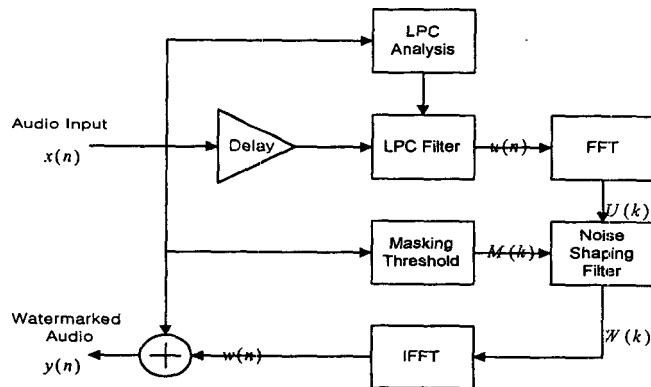 LPC
Analysis
Audio Input
x(n)
Delay
LPC Filter
u(n)
FFT
U(k)
Masking
Threshold
M(k)
Noise
Shaping
Filter
Watermarked
Audio
y(n)
w(n)
IFFT
W(k)